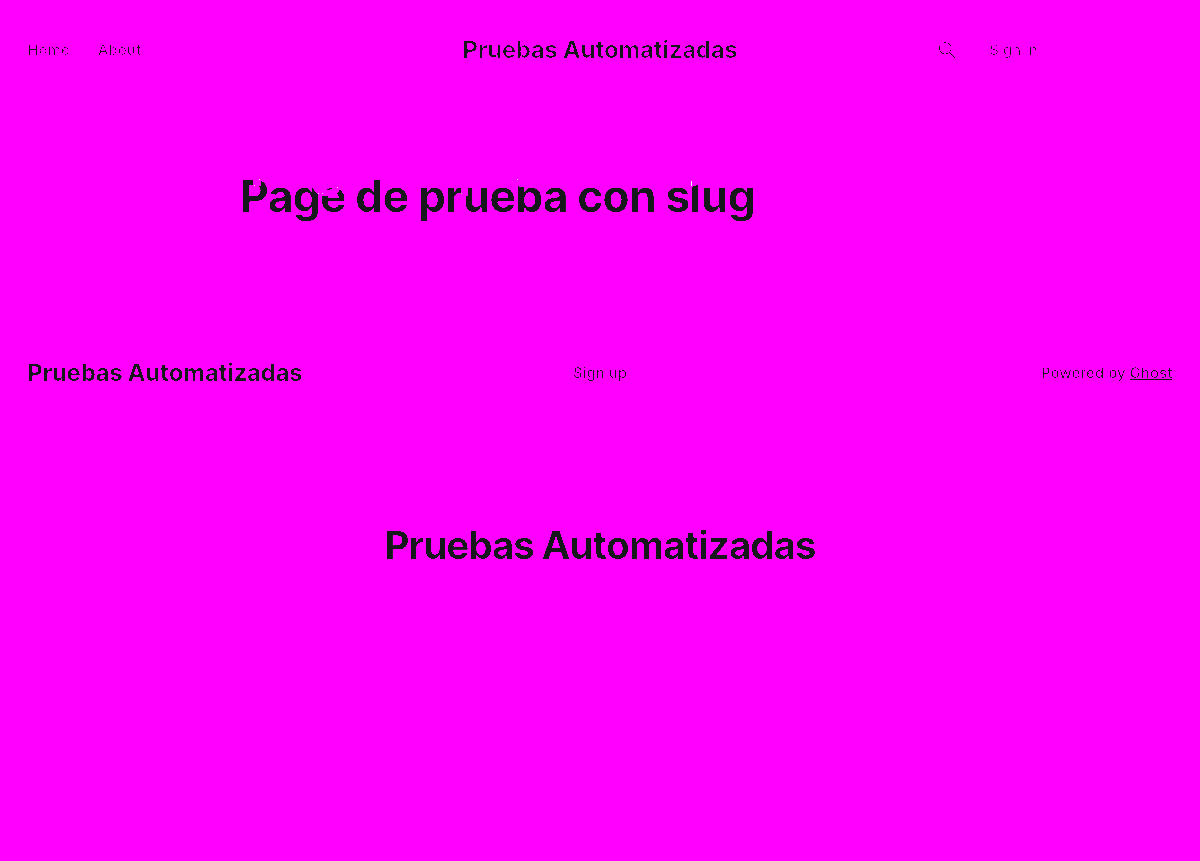 Home About Pruebas Automatizadas Sign in
Page de prueba con slug
Pruebas Automatizadas Sign up Powered by Ghost
Pruebas Automatizadas